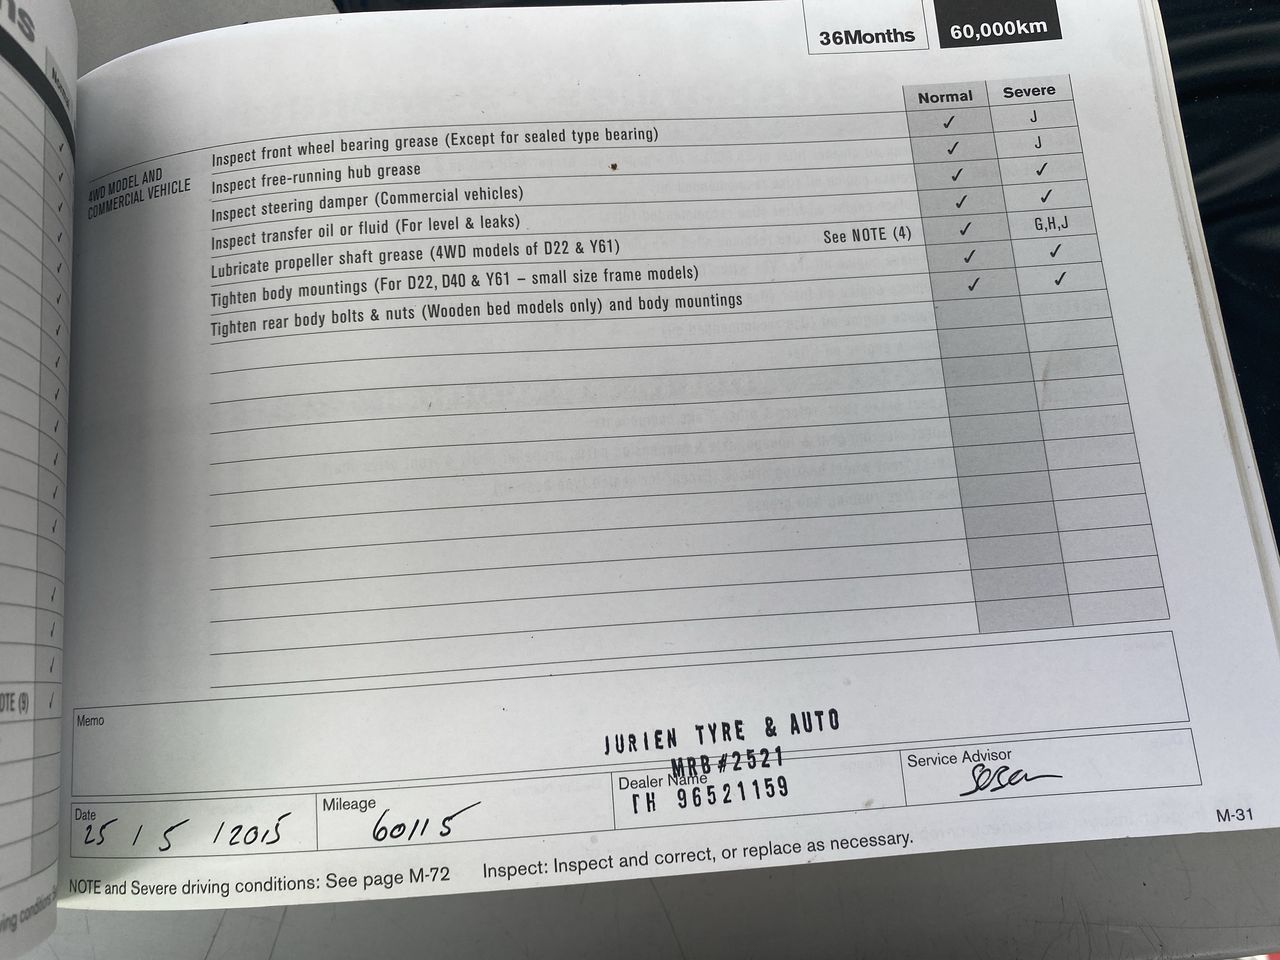 36Months 60,000km
Normal Severe
4WD MODEL AND
COMMERCIAL VEHICLE
Inspect front wheel bearing grease (Except for sealed type bearing) ✓ J
Inspect free-running hub grease ✓ J
Inspect steering damper (Commercial vehicles) ✓ ✓
Inspect transfer oil or fluid (For level & leaks) ✓ ✓
Lubricate propeller shaft grease (4WD models of D22 & Y61) See NOTE (4) ✓ G,H,J
Tighten body mountings (For D22, D40 & Y61 – small size frame models) ✓ ✓
Tighten rear body bolts & nuts (Wooden bed models only) and body mountings ✓ ✓
Memo
JURIEN TYRE & AUTO
MRB #2521
Date
25 / 5 / 2015
Mileage
60115
Dealer Name
96521159
Service Advisor
NOTE and Severe driving conditions: See page M-72 Inspect: Inspect and correct, or replace as necessary.
M-31